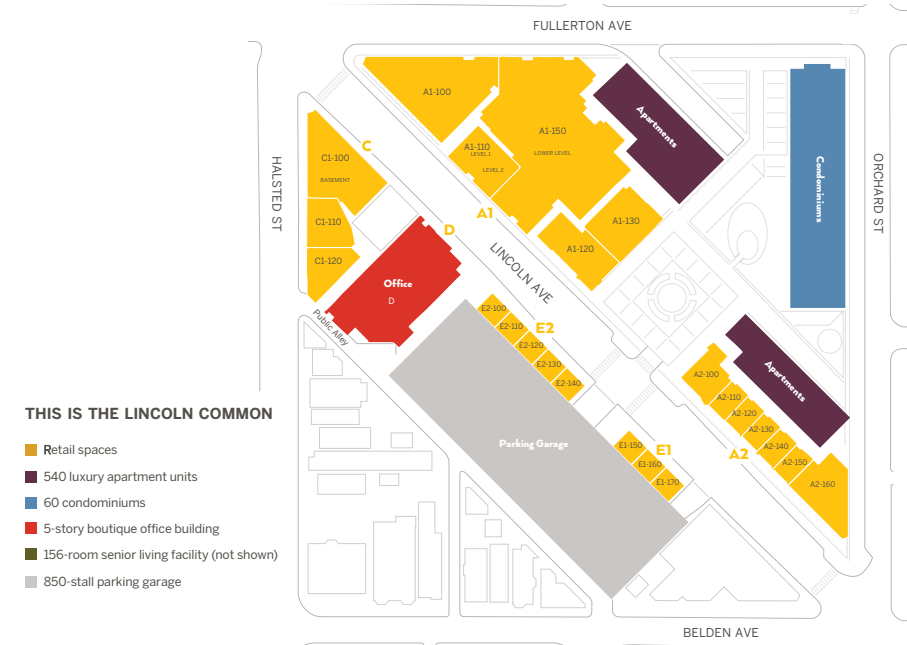 FULLERTON AVE
A1-100
A1-150
LOWER LEVEL
Apartments
A1-110
LEVEL 1
LEVEL 2
C
C1-100
BASEMENT
HALSTED ST
Condominiums
ORCHARD ST
A1
A1-130
C1-110
D
A1-120
C1-120
LINCOLN AVE
Office
D
Public Alley
E2-100
E2-110
E2
E2-120
E2-130
E2-140
A2-100
Apartments
A2-110
A2-120
A2-130
A2-140
A2-150
A2-160
A2
Parking Garage
E1-150
E1
E1-160
E1-170
THIS IS THE LINCOLN COMMON
Retail spaces
540 luxury apartment units
60 condominiums
5-story boutique office building
156-room senior living facility (not shown)
850-stall parking garage
BELDEN AVE